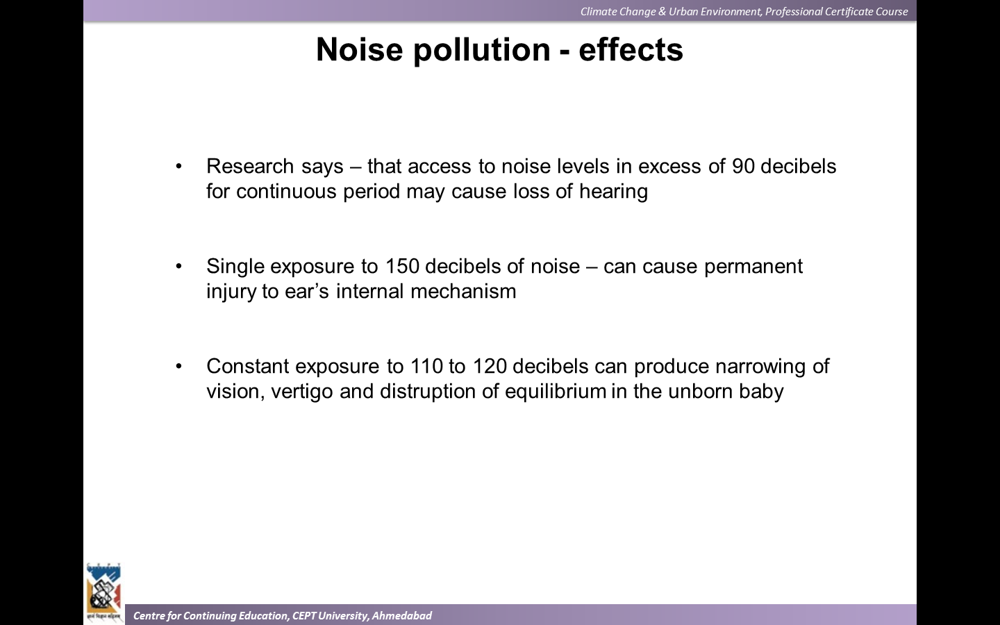 Climate Change & Urban Environment, Professional Certificate Course
Noise pollution - effects
• Research says – that access to noise levels in excess of 90 decibels
for continuous period may cause loss of hearing
• Single exposure to 150 decibels of noise – can cause permanent
injury to ear’s internal mechanism
• Constant exposure to 110 to 120 decibels can produce narrowing of
vision, vertigo and distruption of equilibrium in the unborn baby
Centre for Continuing Education, CEPT University, Ahmedabad